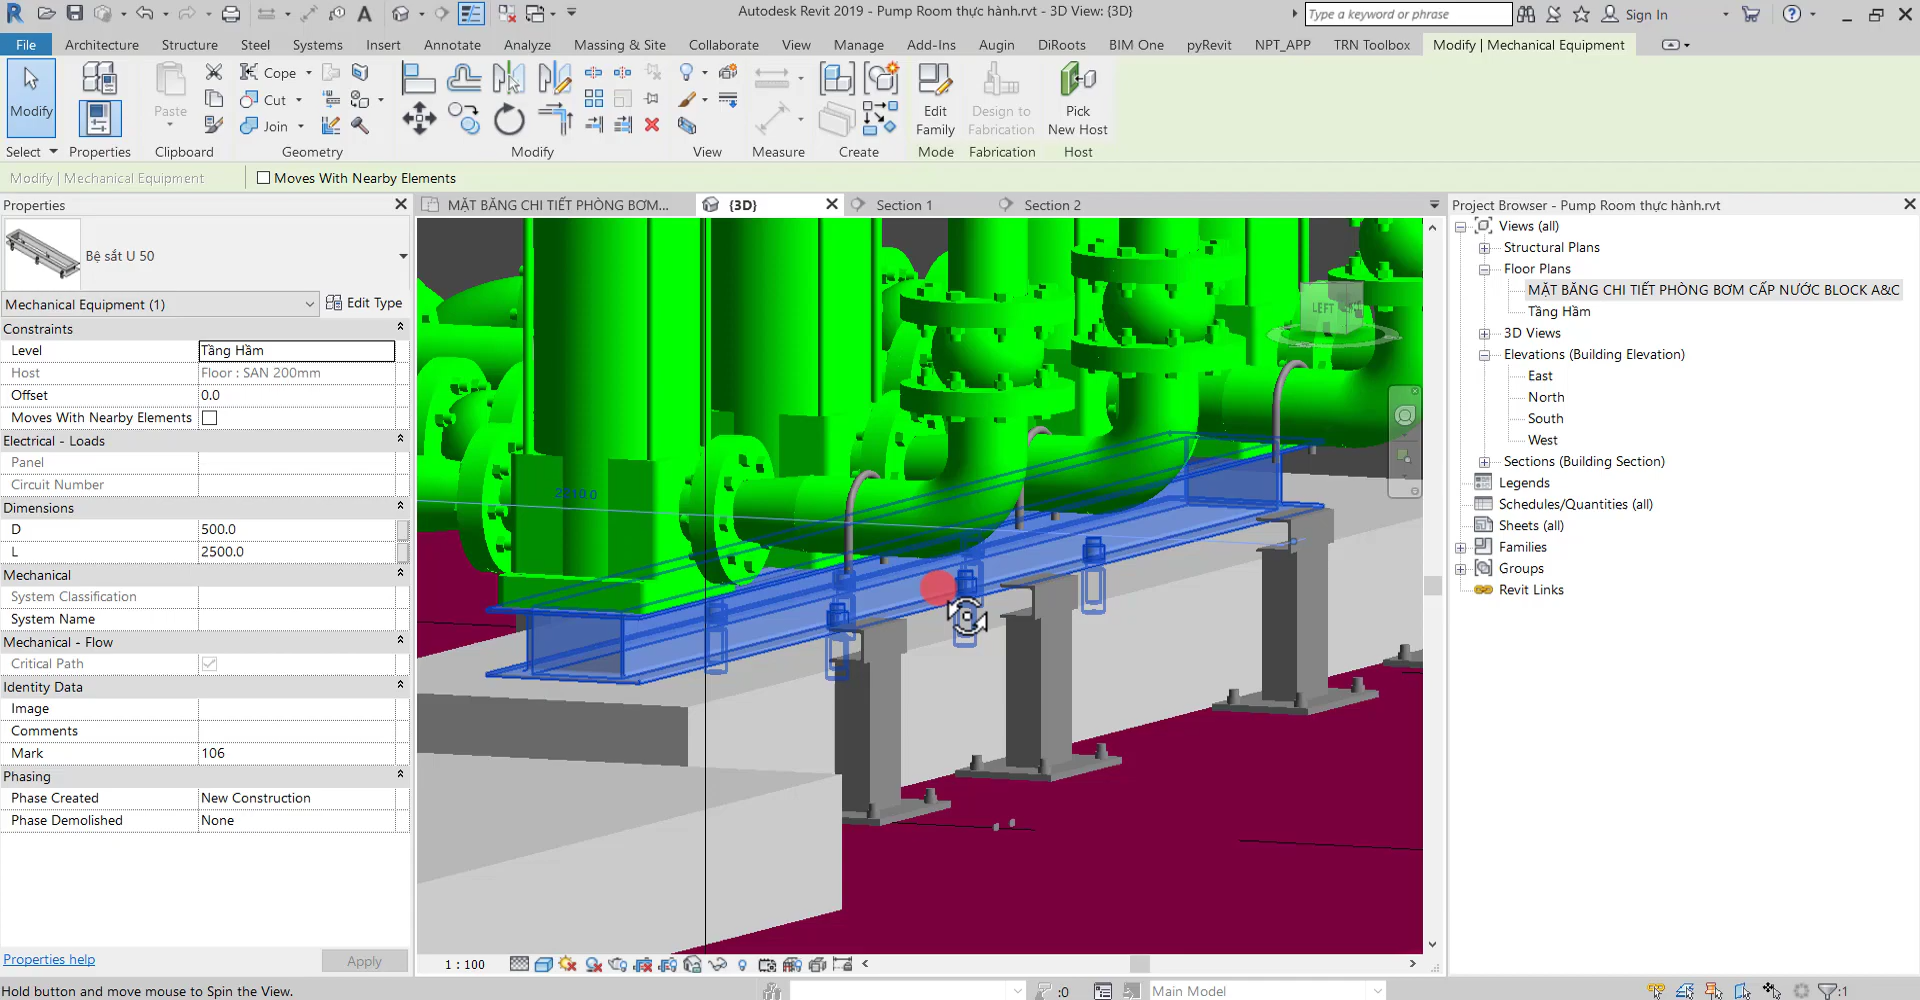 Autodesk Revit 2019 - Pump Room thực hành.rvt - 3D View: {3D}
Type a keyword or phrase
Sign In
File
Architecture
Structure
Steel
Systems
Insert
Annotate
Analyze
Massing & Site
Collaborate
View
Manage
Add-Ins
Augin
DiRoots
BIM One
pyRevit
NPT_APP
TRN Toolbox
Modify | Mechanical Equipment
Modify
Paste
Cope
Cut
Join
Edit
Family
Design to
Fabrication
Pick
New Host
Select
Properties
Clipboard
Geometry
Modify
View
Measure
Create
Mode
Fabrication
Host
Modify | Mechanical Equipment
Moves With Nearby Elements
Properties
Bệ sắt U 50
Mechanical Equipment (1)
Edit Type
Constraints
Level
Tầng Hầm
Host
Floor : SAN 200mm
Offset
0.0
Moves With Nearby Elements
Electrical - Loads
Panel
Circuit Number
Dimensions
D
500.0
L
2500.0
Mechanical
System Classification
System Name
Mechanical - Flow
Critical Path
Identity Data
Image
Comments
Mark
106
Phasing
Phase Created
New Construction
Phase Demolished
None
Properties help
Apply
MẶT BẰNG CHI TIẾT PHÒNG BƠM...
{3D}
Section 1
Section 2
LEFT
1 : 100
Project Browser - Pump Room thực hành.rvt
Views (all)
Structural Plans
Floor Plans
MẶT BẰNG CHI TIẾT PHÒNG BƠM CẤP NƯỚC BLOCK A&C
Tầng Hầm
3D Views
Elevations (Building Elevation)
East
North
South
West
Sections (Building Section)
Legends
Schedules/Quantities (all)
Sheets (all)
Families
Groups
Revit Links
Hold button and move mouse to Spin the View.
:0
Main Model
:1